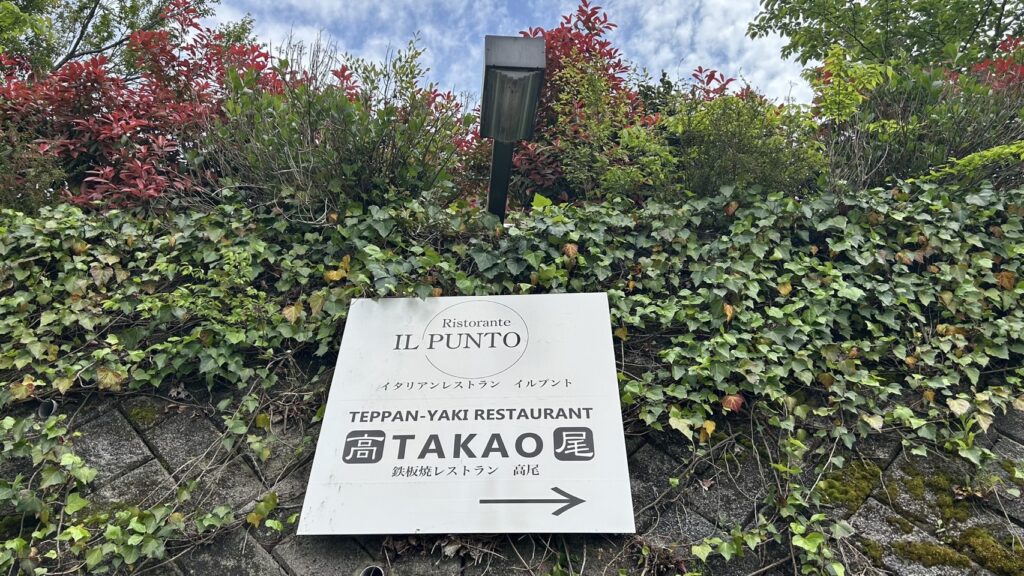 Ristorante
IL PUNTO
イタリアンレストラン イルプント
TEPPAN-YAKI RESTAURANT
高 TAKAO 尾
鉄板焼レストラン 高尾